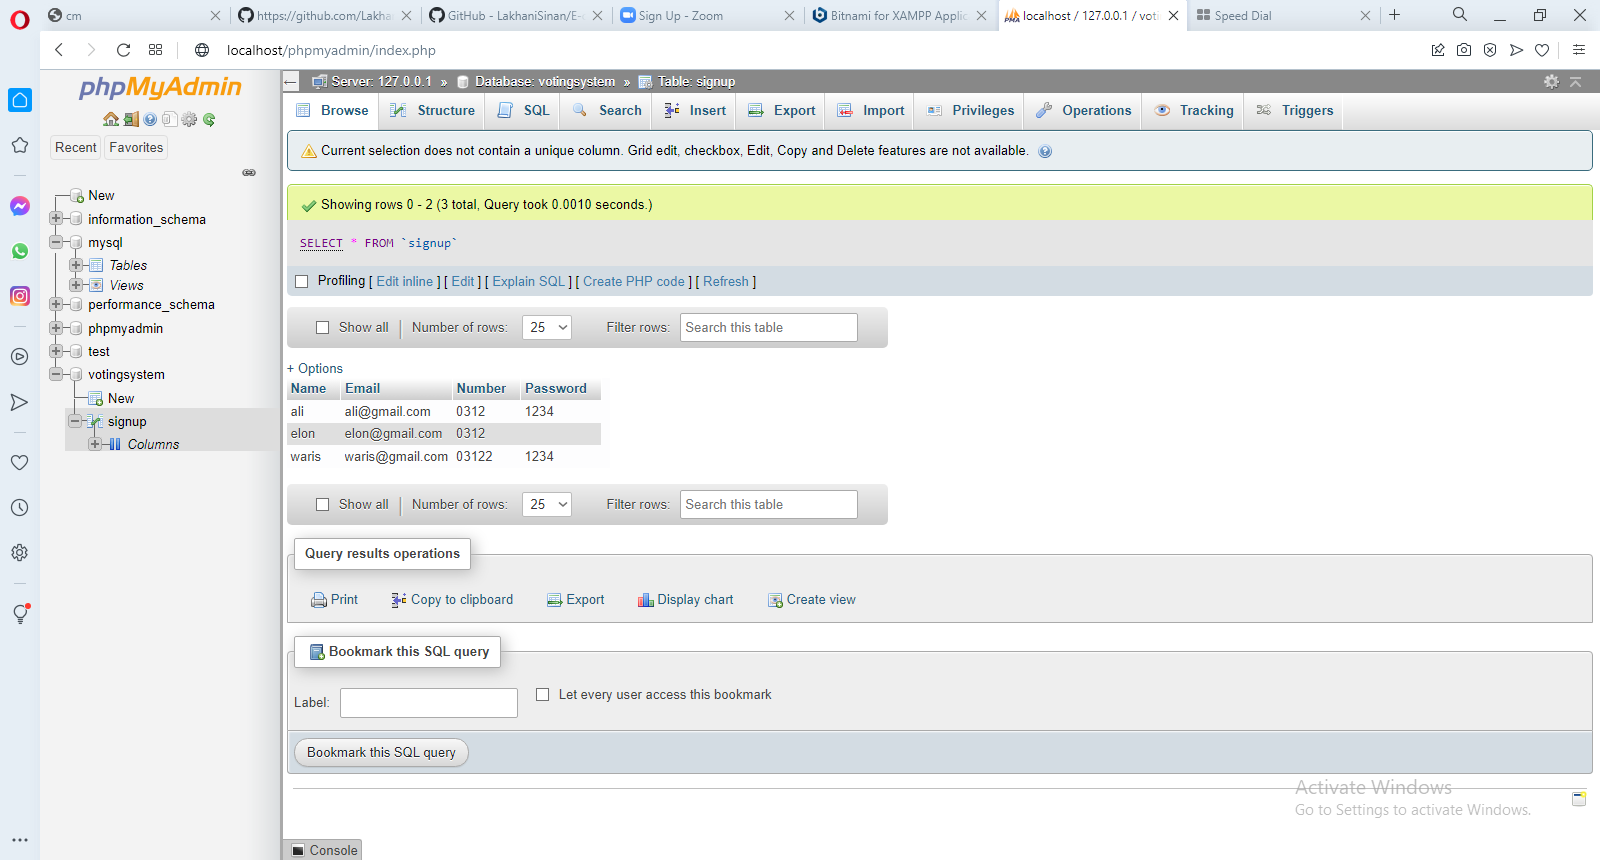 cm
https://github.com/Lakha
GitHub - LakhaniSinan/E-
Sign Up - Zoom
Bitnami for XAMPP Applic
localhost / 127.0.0.1 / voti
Speed Dial
localhost/phpmyadmin/index.php
phpMyAdmin
Recent
Favorites
New
information_schema
mysql
Tables
Views
performance_schema
phpmyadmin
test
votingsystem
New
signup
Columns
Server: 127.0.0.1 » Database: votingsystem » Table: signup
Browse
Structure
SQL
Search
Insert
Export
Import
Privileges
Operations
Tracking
Triggers
Current selection does not contain a unique column. Grid edit, checkbox, Edit, Copy and Delete features are not available.
Showing rows 0 - 2 (3 total, Query took 0.0010 seconds.)
SELECT * FROM `signup`
Profiling [ Edit inline ] [ Edit ] [ Explain SQL ] [ Create PHP code ] [ Refresh ]
Show all | Number of rows: 25 Filter rows: Search this table
+ Options
Name Email Number Password
ali ali@gmail.com 0312 1234
elon elon@gmail.com 0312
waris waris@gmail.com 03122 1234
Show all | Number of rows: 25 Filter rows: Search this table
Query results operations
Print Copy to clipboard Export Display chart Create view
Bookmark this SQL query
Label: Let every user access this bookmark
Bookmark this SQL query
Activate Windows
Go to Settings to activate Windows.
Console